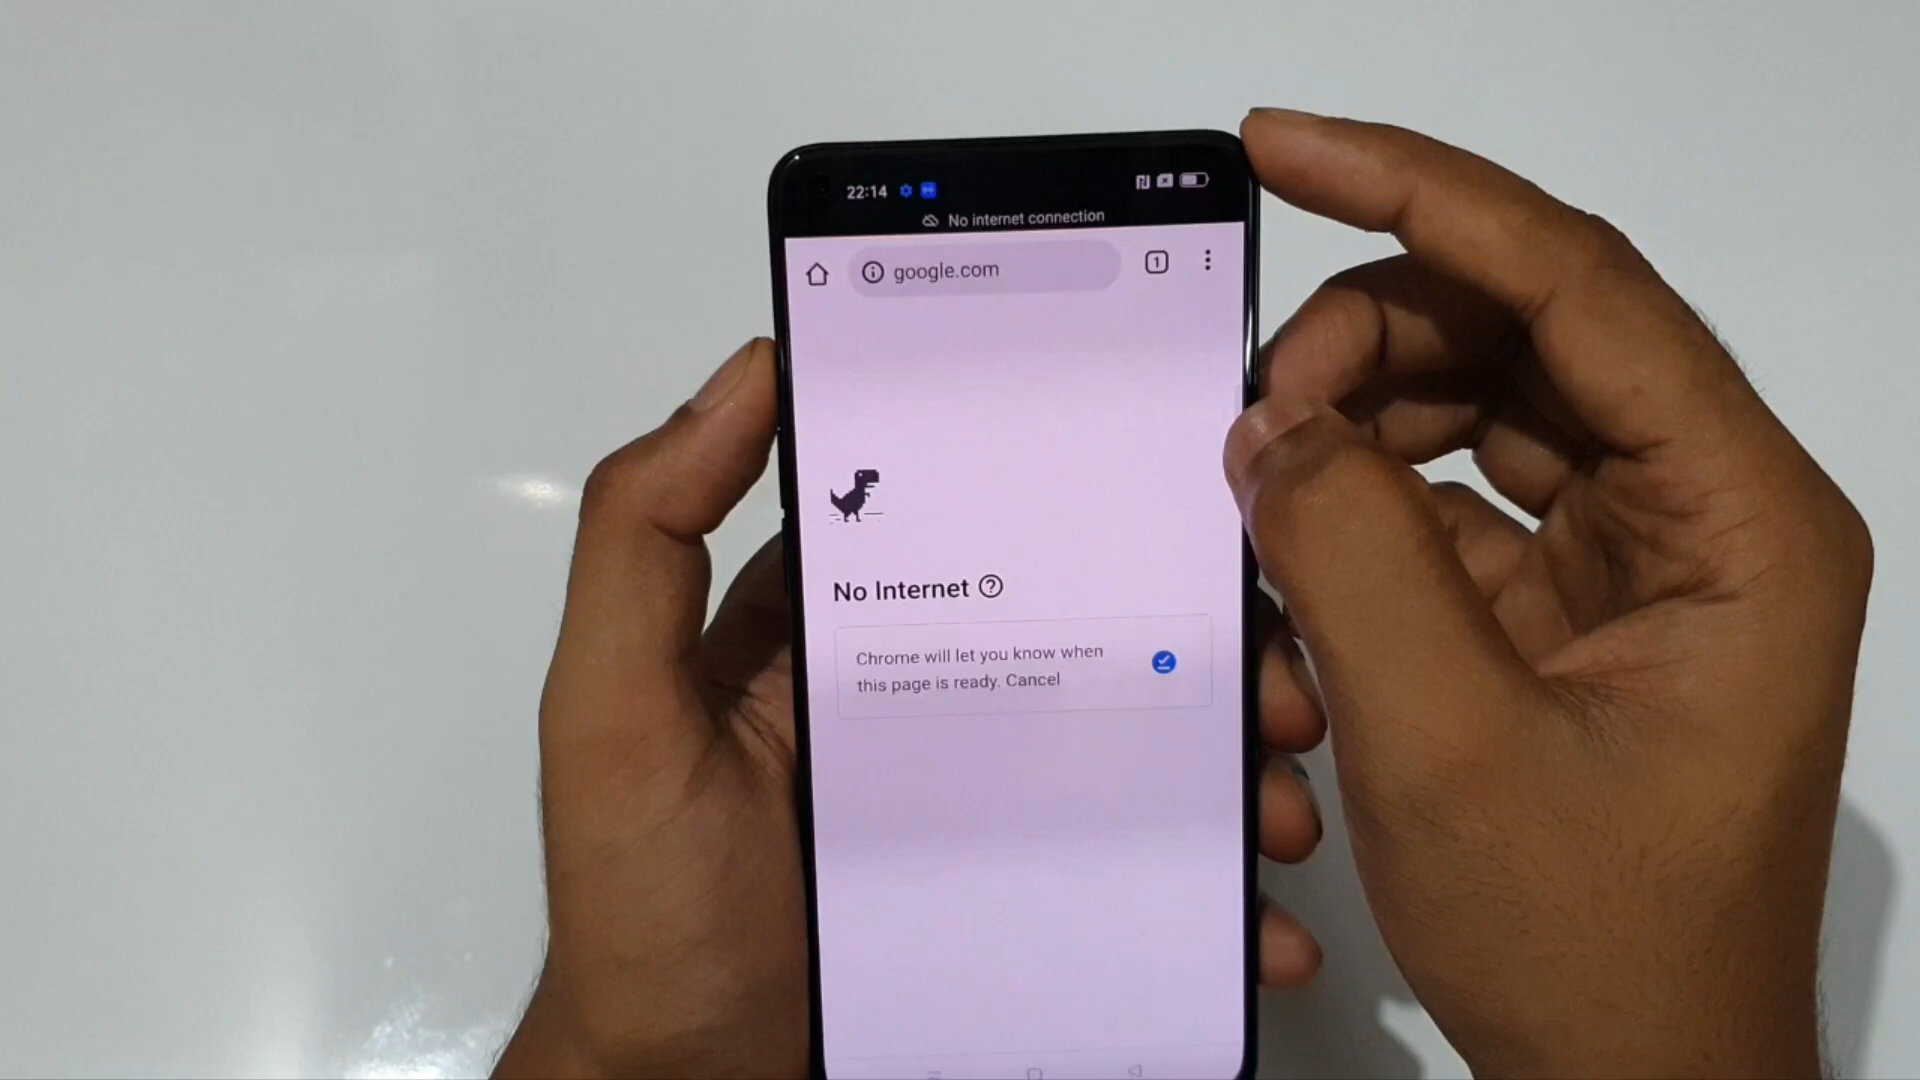 22:14
No internet connection
google.com
1
No Internet
Chrome will let you know when
this page is ready. Cancel